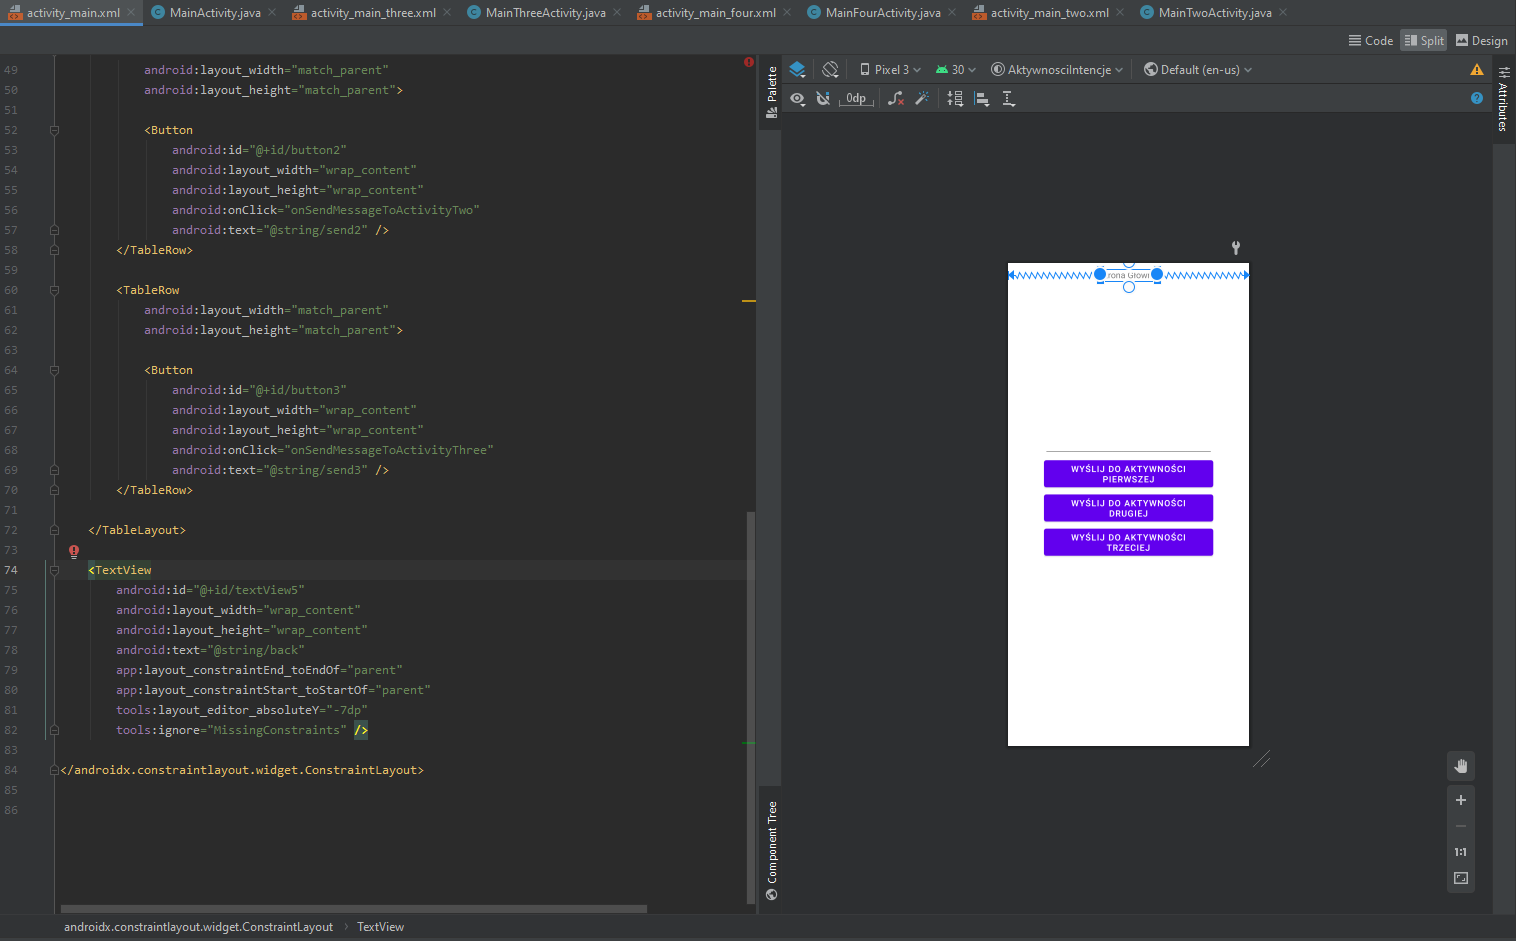 activity_main.xml MainActivity.java activity_main_three.xml MainThreeActivity.java activity_main_four.xml MainFourActivity.java activity_main_two.xml MainTwoActivity.java
Code Split Design
49 android:layout_width="match_parent"
50 android:layout_height="match_parent">
51
52 <Button
53 android:id="@+id/button2"
54 android:layout_width="wrap_content"
55 android:layout_height="wrap_content"
56 android:onClick="onSendMessageToActivityTwo"
57 android:text="@string/send2" />
58 </TableRow>
59
60 <TableRow
61 android:layout_width="match_parent"
62 android:layout_height="match_parent">
63
64 <Button
65 android:id="@+id/button3"
66 android:layout_width="wrap_content"
67 android:layout_height="wrap_content"
68 android:onClick="onSendMessageToActivityThree"
69 android:text="@string/send3" />
70 </TableRow>
71
72 </TableLayout>
73
74 <TextView
75 android:id="@+id/textView5"
76 android:layout_width="wrap_content"
77 android:layout_height="wrap_content"
78 android:text="@string/back"
79 app:layout_constraintEnd_toEndOf="parent"
80 app:layout_constraintStart_toStartOf="parent"
81 tools:layout_editor_absoluteY="-7dp"
82 tools:ignore="MissingConstraints" />
83
84 </androidx.constraintlayout.widget.ConstraintLayout>
85
86
Palette
Pixel 3 30 AktywnosciIntencje Default (en-us)
0dp
Attributes
rona Głowi
WYŚLIJ DO AKTYWNOŚCI
PIERWSZEJ
WYŚLIJ DO AKTYWNOŚCI
DRUGIEJ
WYŚLIJ DO AKTYWNOŚCI
TRZECIEJ
1:1
Component Tree
androidx.constraintlayout.widget.ConstraintLayout TextView